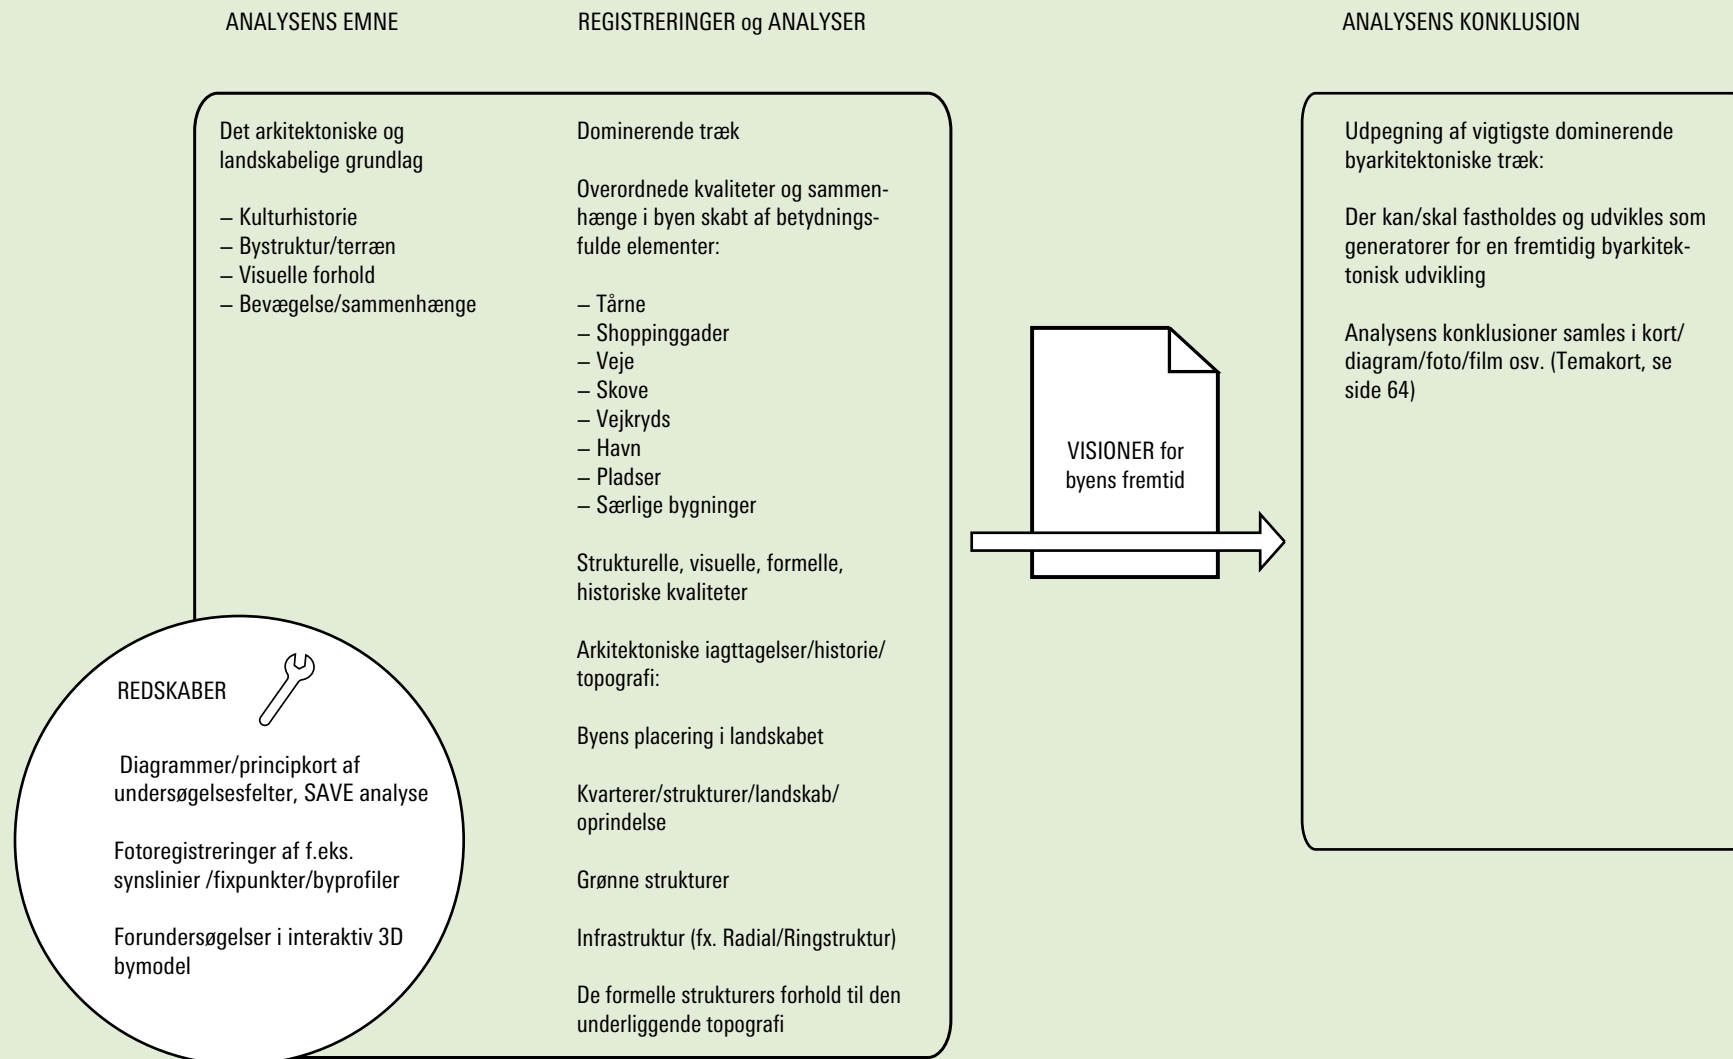 ANALYSENS EMNE
REGISTRERINGER og ANALYSER
ANALYSENS KONKLUSION
Det arkitektoniske og
landskabelige grundlag
– Kulturhistorie
– Bystruktur/terræn
– Visuelle forhold
– Bevægelse/sammenhænge
Dominerende træk
Overordnede kvaliteter og sammen-
hænge i byen skabt af betydnings-
fulde elementer:
– Tårne
– Shoppinggader
– Veje
– Skove
– Vejkryds
– Havn
– Pladser
– Særlige bygninger
Strukturelle, visuelle, formelle,
historiske kvaliteter
Arkitektoniske iagttagelser/historie/
topografi:
Byens placering i landskabet
Kvarterer/strukturer/landskab/
oprindelse
Grønne strukturer
Infrastruktur (fx. Radial/Ringstruktur)
De formelle strukturers forhold til den
underliggende topografi
REDSKABER
Diagrammer/principkort af
undersøgelsesfelter, SAVE analyse
Fotoregistreringer af f.eks.
synslinier /fixpunkter/byprofiler
Forundersøgelser i interaktiv 3D
bymodel
VISIONER for
byens fremtid
Udpegning af vigtigste dominerende
byarkitektoniske træk:
Der kan/skal fastholdes og udvikles som
generatorer for en fremtidig byarkitek-
tonisk udvikling
Analysens konklusioner samles i kort/
diagram/foto/film osv. (Temakort, se
side 64)